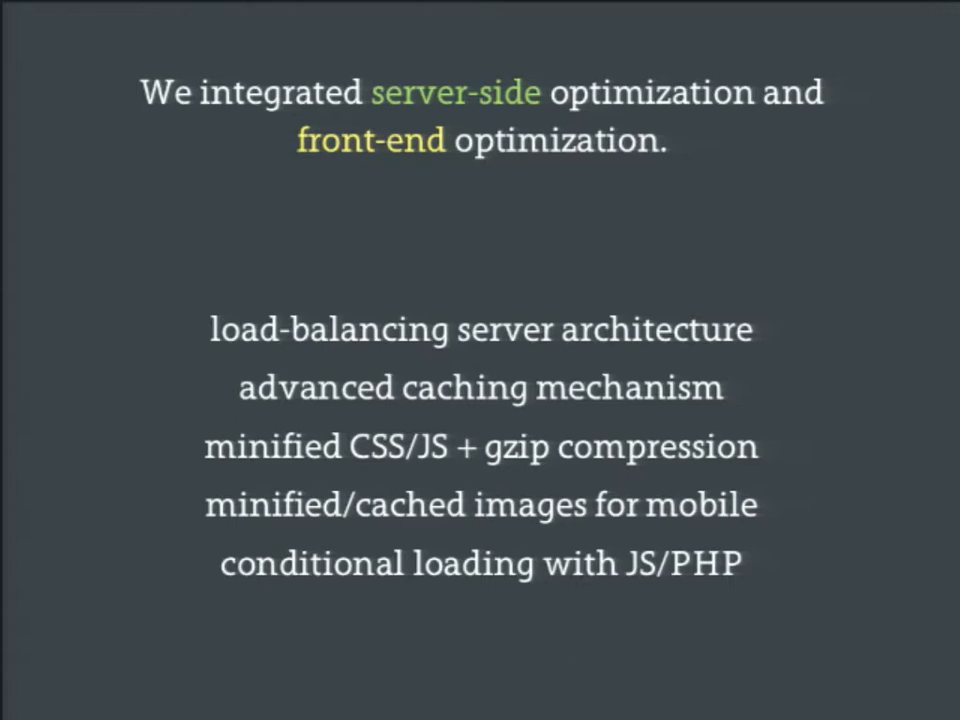 We integrated server-side optimization and
front-end optimization.
load-balancing server architecture
advanced caching mechanism
minified CSS/JS + gzip compression
minified/cached images for mobile
conditional loading with JS/PHP